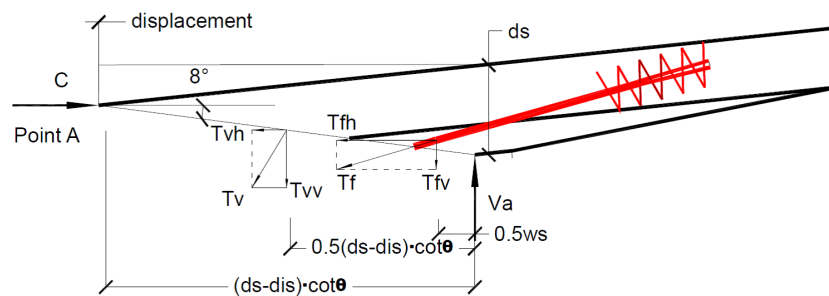 displacement
ds
8°
C
Point A
Tfh
Tvh
Tv
Tvv
Tf
Tfv
Va
0.5ws
0.5(ds-dis)·cotθ
(ds-dis)·cotθ